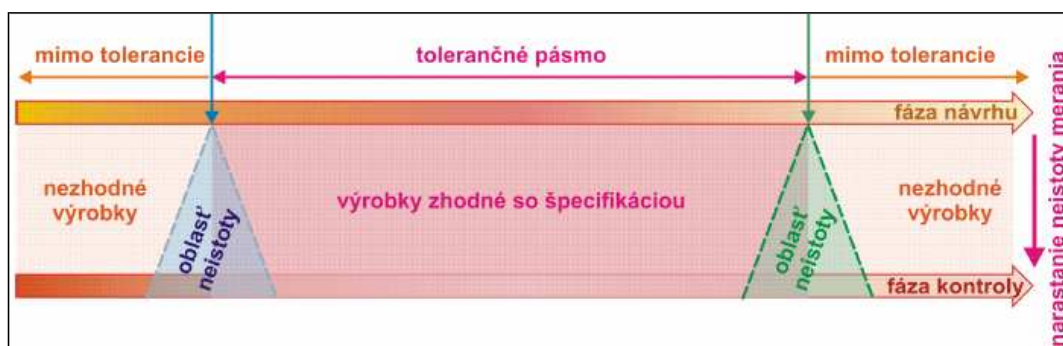 mimo tolerancie
tolerančné pásmo
mimo tolerancie
fáza návrhu
nezhodné
výrobky
oblasť
neistoty
výrobky zhodné so špecifikáciou
oblasť
neistoty
nezhodné
výrobky
fáza kontroly
narastanie neistoty merania